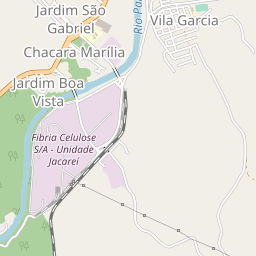 Jardim São
Gabriel
Vila Garcia
Chacara Marília
Jardim Boa
Vista
Fibria Celulose
S/A - Unidade
Jacareí